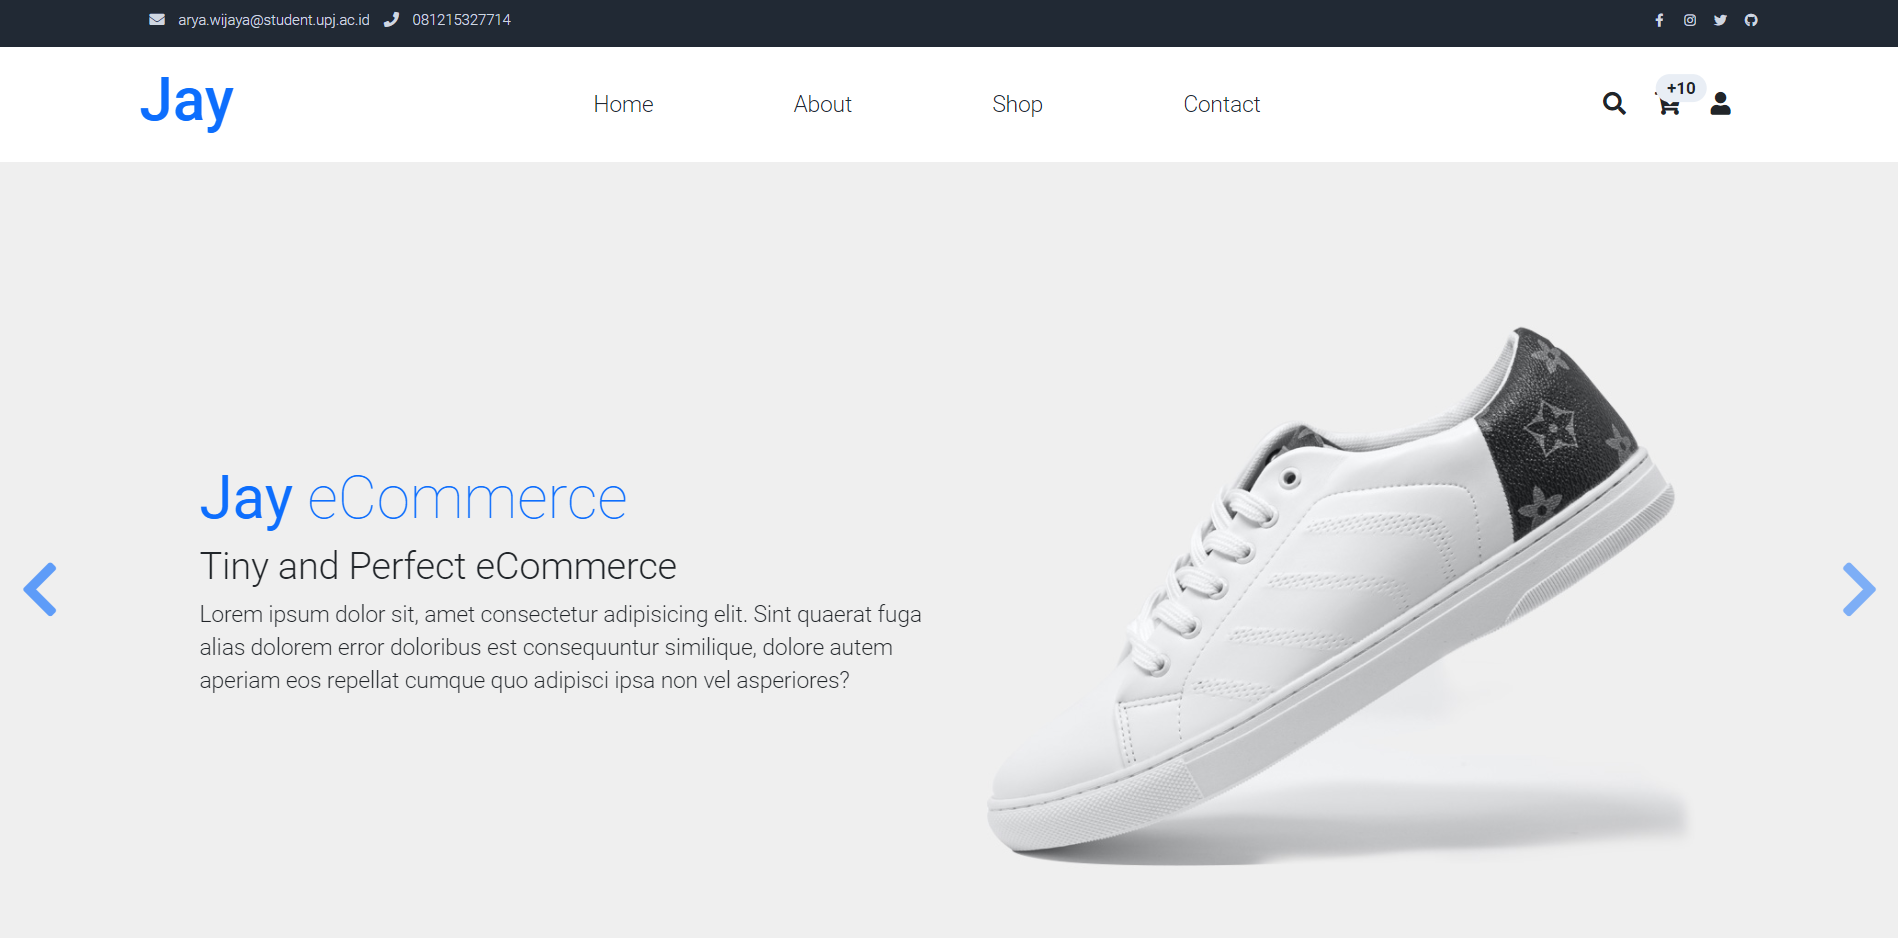 arya.wijaya@student.upj.ac.id 081215327714
Jay
Home About Shop Contact
+10
Jay eCommerce
Tiny and Perfect eCommerce
Lorem ipsum dolor sit, amet consectetur adipisicing elit. Sint quaerat fuga
alias dolorem error doloribus est consequuntur similique, dolore autem
aperiam eos repellat cumque quo adipisci ipsa non vel asperiores?